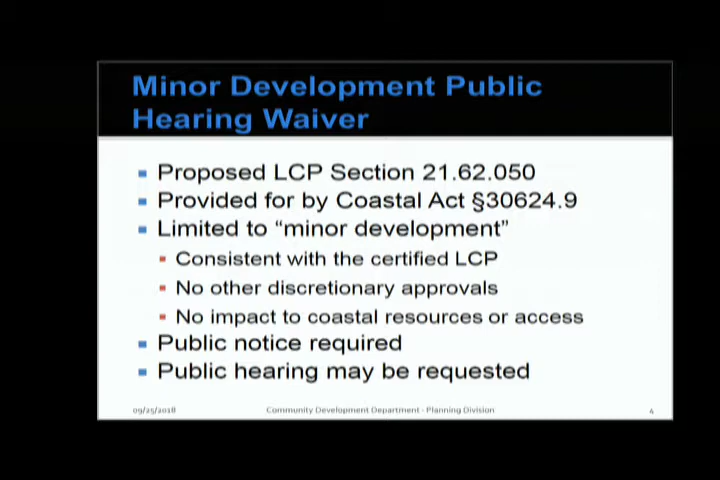 Minor Development Public
Hearing Waiver
Proposed LCP Section 21.62.050
Provided for by Coastal Act §30624.9
Limited to “minor development”
Consistent with the certified LCP
No other discretionary approvals
No impact to coastal resources or access
Public notice required
Public hearing may be requested
09/25/2018 Community Development Department - Planning Division 4